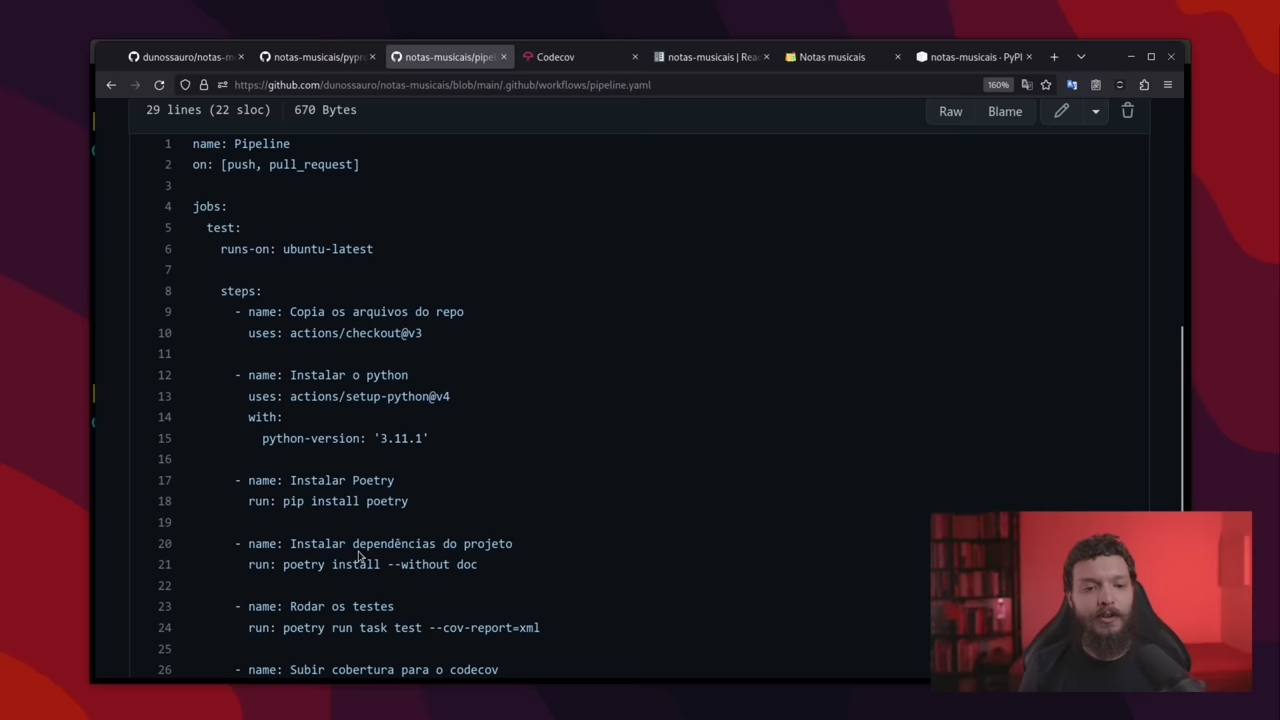 dunossauro/notas-m
notas-musicais/pypr
notas-musicais/pipel
Codecov
notas-musicais | Rea
Notas musicais
notas-musicais · PyPI
https://github.com/dunossauro/notas-musicais/blob/main/.github/workflows/pipeline.yaml
160%
29 lines (22 sloc) 670 Bytes
Raw Blame
1 name: Pipeline
2 on: [push, pull_request]
3
4 jobs:
5 test:
6 runs-on: ubuntu-latest
7
8 steps:
9 - name: Copia os arquivos do repo
10 uses: actions/checkout@v3
11
12 - name: Instalar o python
13 uses: actions/setup-python@v4
14 with:
15 python-version: '3.11.1'
16
17 - name: Instalar Poetry
18 run: pip install poetry
19
20 - name: Instalar dependências do projeto
21 run: poetry install --without doc
22
23 - name: Rodar os testes
24 run: poetry run task test --cov-report=xml
25
26 - name: Subir cobertura para o codecov